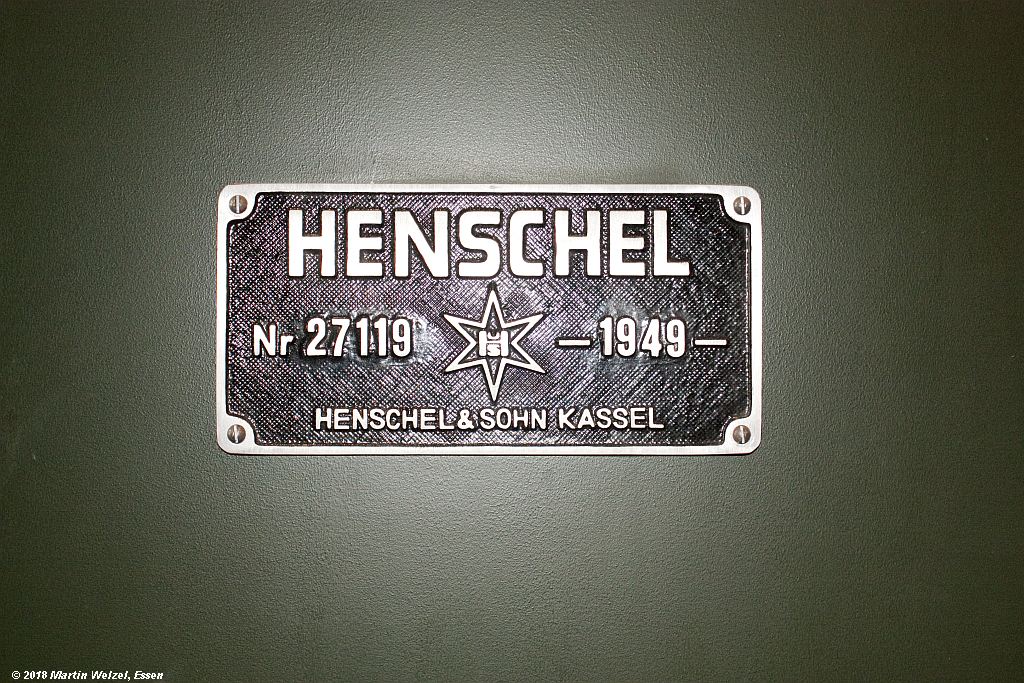 HENSCHEL
Nr 27119 — 1949 —
HENSCHEL & SOHN KASSEL
© 2018 Martin Welzel, Essen